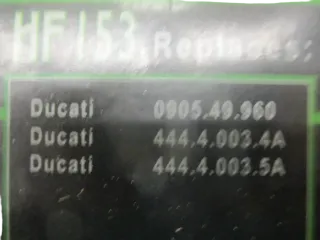 HF153 Replaces;
Ducati 0905.49.960
Ducati 444.4.003.4A
Ducati 444.4.003.5A